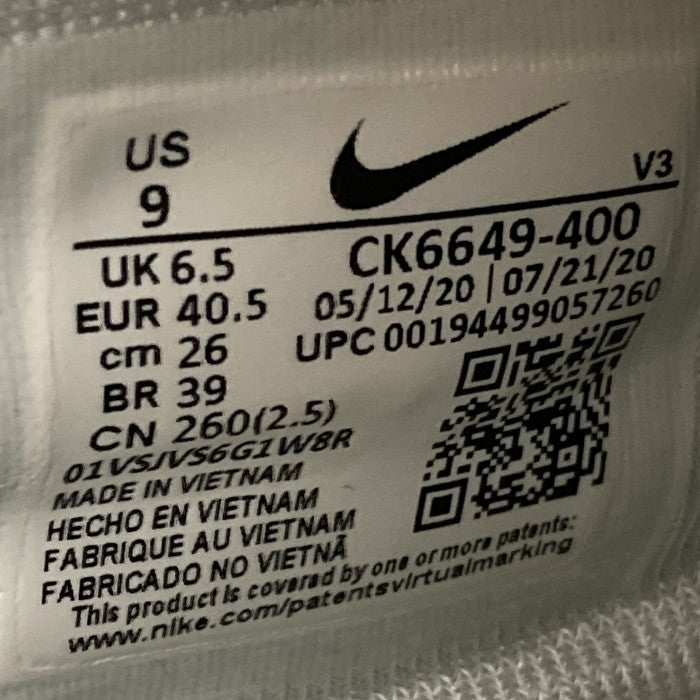 US
9
V3
UK 6.5
EUR 40.5
cm 26
BR 39
CN 260(2.5)
CK6649-400
05/12/20 | 07/21/20
UPC 00194499057260
01VSJVS6G1W8R
MADE IN VIETNAM
HECHO EN VIETNAM
FABRIQUE AU VIETNAM
FABRICADO NO VIETNÃ
This product is covered by one or more patents:
www.nike.com/patentsvirtualmarking